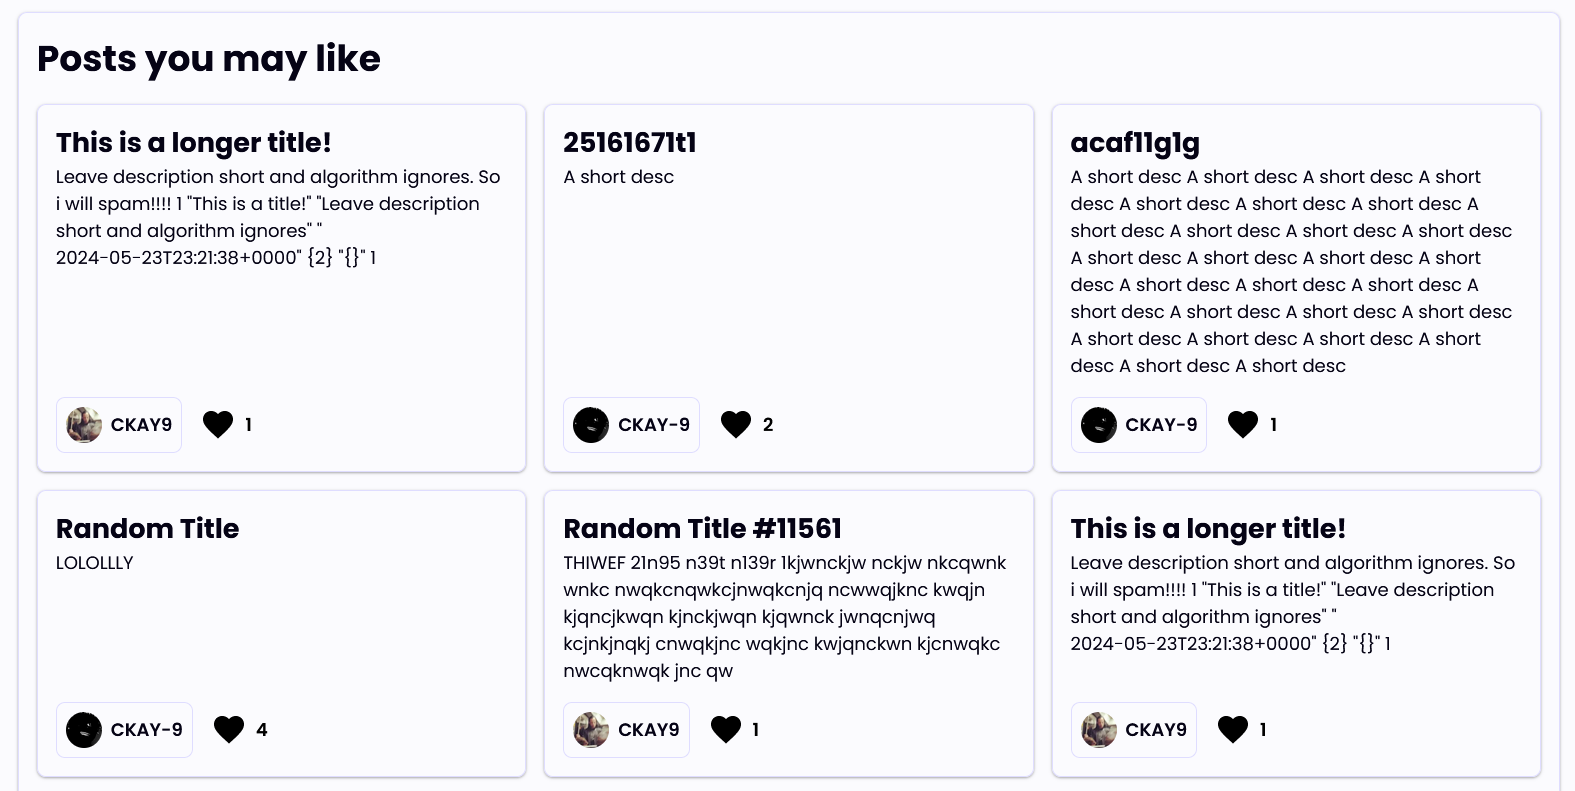 Posts you may like
This is a longer title!
Leave description short and algorithm ignores. So
i will spam!!!! 1 "This is a title!" "Leave description
short and algorithm ignores" "
2024-05-23T23:21:38+0000" {2} "{}" 1
CKAY9 1
25161671t1
A short desc
CKAY-9 2
acaf11g1g
A short desc A short desc A short desc A short
desc A short desc A short desc A short desc A
short desc A short desc A short desc A short desc
A short desc A short desc A short desc A short
desc A short desc A short desc A short desc A
short desc A short desc A short desc A short desc
A short desc A short desc A short desc A short
desc A short desc A short desc
CKAY-9 1
Random Title
LOLOLLLY
CKAY-9 4
Random Title #11561
THIWEF 21n95 n39t n139r 1kjwnckjw nckjw nkcqwnk
wnkc nwqkcnqwkcjnwqkcnjq ncwwqjknc kwqjn
kjqncjkwqn kjnckjwqn kjqwnck jwnqcnjwq
kcjnkjnqkj cnwqkjnc wqkjnc kwjqnckwn kjcnwqkc
nwcqknwqk jnc qw
CKAY9 1
This is a longer title!
Leave description short and algorithm ignores. So
i will spam!!!! 1 "This is a title!" "Leave description
short and algorithm ignores" "
2024-05-23T23:21:38+0000" {2} "{}" 1
CKAY9 1